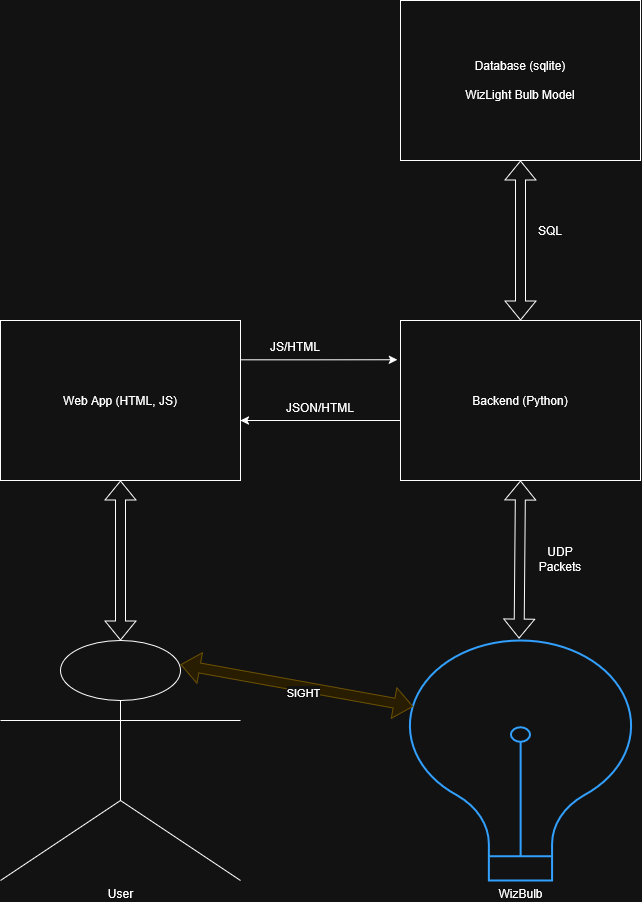 Database (sqlite)
WizLight Bulb Model
SQL
JS/HTML
Web App (HTML, JS)
JSON/HTML
Backend (Python)
UDP
Packets
SIGHT
User
WizBulb